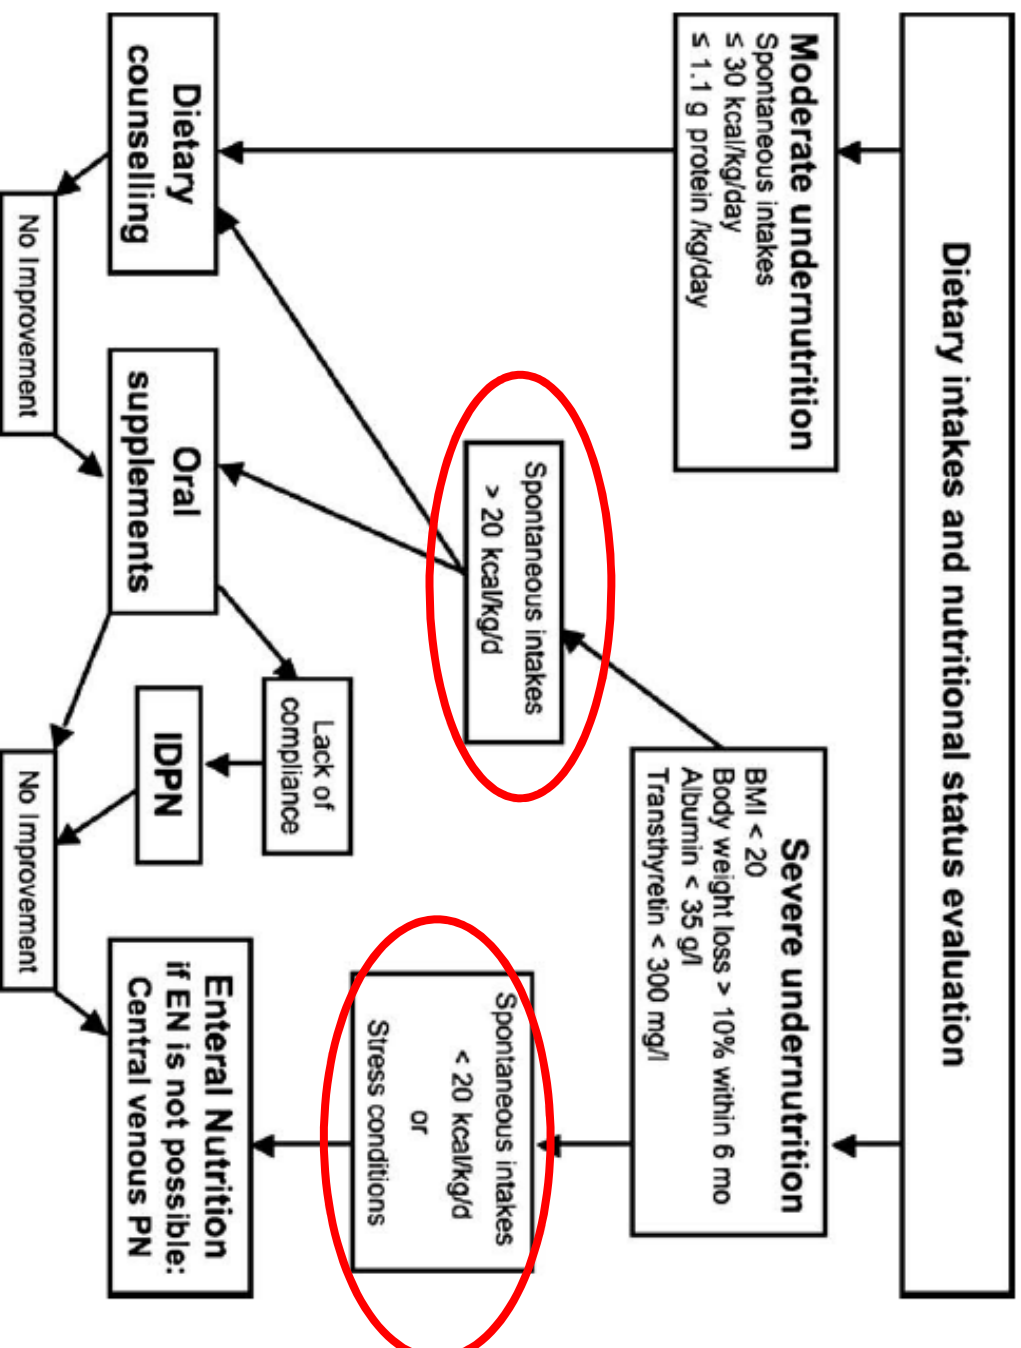 Dietary intakes and nutritional status evaluation
Moderate undernutrition
Spontaneous intakes
≤ 30 kcal/kg/day
≤ 1.1 g protein /kg/day
Severe undernutrition
BMI < 20
Body weight loss > 10% within 6 mo
Albumin < 35 g/l
Transthyretin < 300 mg/l
Spontaneous intakes
> 20 kcal/kg/d
Spontaneous intakes
< 20 kcal/kg/d
or
Stress conditions
Dietary
counselling
Oral
supplements
Lack of
compliance
IDPN
Enteral Nutrition
if EN is not possible:
Central venous PN
No Improvement
No Improvement